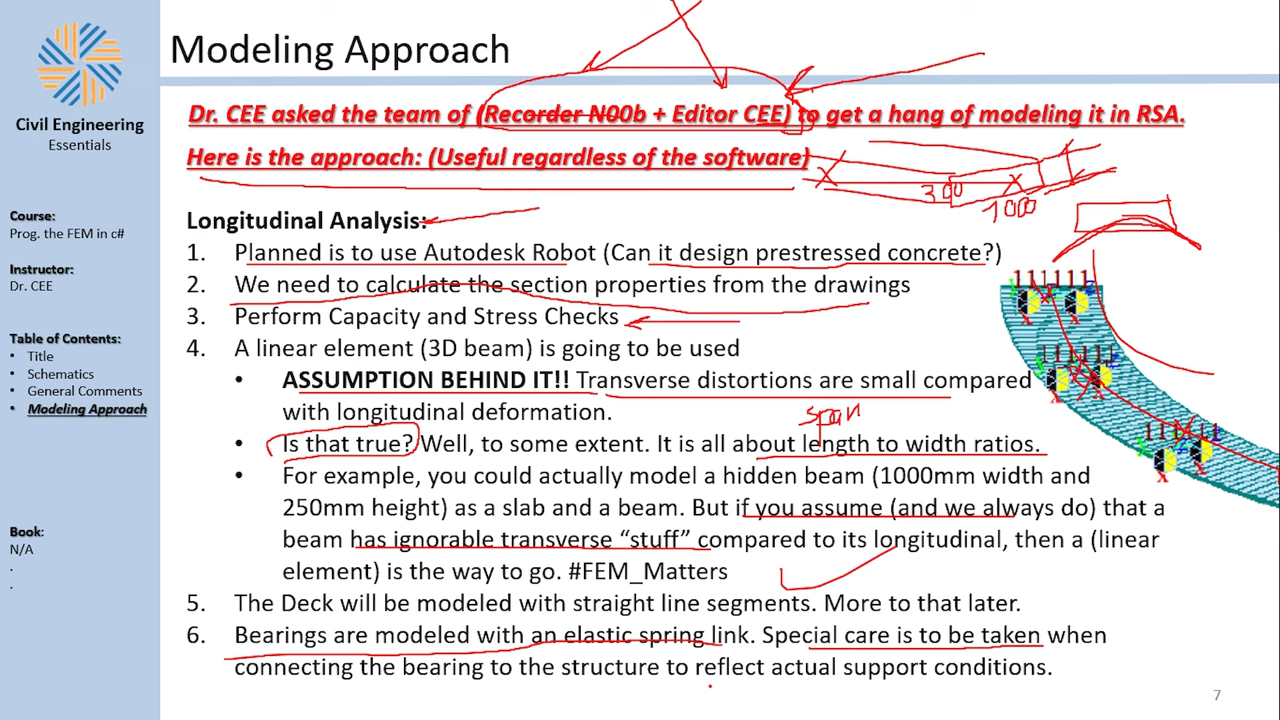 Modeling Approach
Civil Engineering
Essentials
Course:
Prog. the FEM in c#
Instructor:
Dr. CEE
Table of Contents:
• Title
• Schematics
• General Comments
• Modeling Approach
Book:
N/A
.
.
Dr. CEE asked the team of (Recorder N00b + Editor CEE) to get a hang of modeling it in RSA.
Here is the approach: (Useful regardless of the software)
300
1000
Longitudinal Analysis:
1. Planned is to use Autodesk Robot (Can it design prestressed concrete?)
2. We need to calculate the section properties from the drawings
3. Perform Capacity and Stress Checks
4. A linear element (3D beam) is going to be used
• ASSUMPTION BEHIND IT!! Transverse distortions are small compared
with longitudinal deformation.
span
• Is that true? Well, to some extent. It is all about length to width ratios.
• For example, you could actually model a hidden beam (1000mm width and
250mm height) as a slab and a beam. But if you assume (and we always do) that a
beam has ignorable transverse “stuff” compared to its longitudinal, then a (linear
element) is the way to go. #FEM_Matters
5. The Deck will be modeled with straight line segments. More to that later.
6. Bearings are modeled with an elastic spring link. Special care is to be taken when
connecting the bearing to the structure to reflect actual support conditions.
7